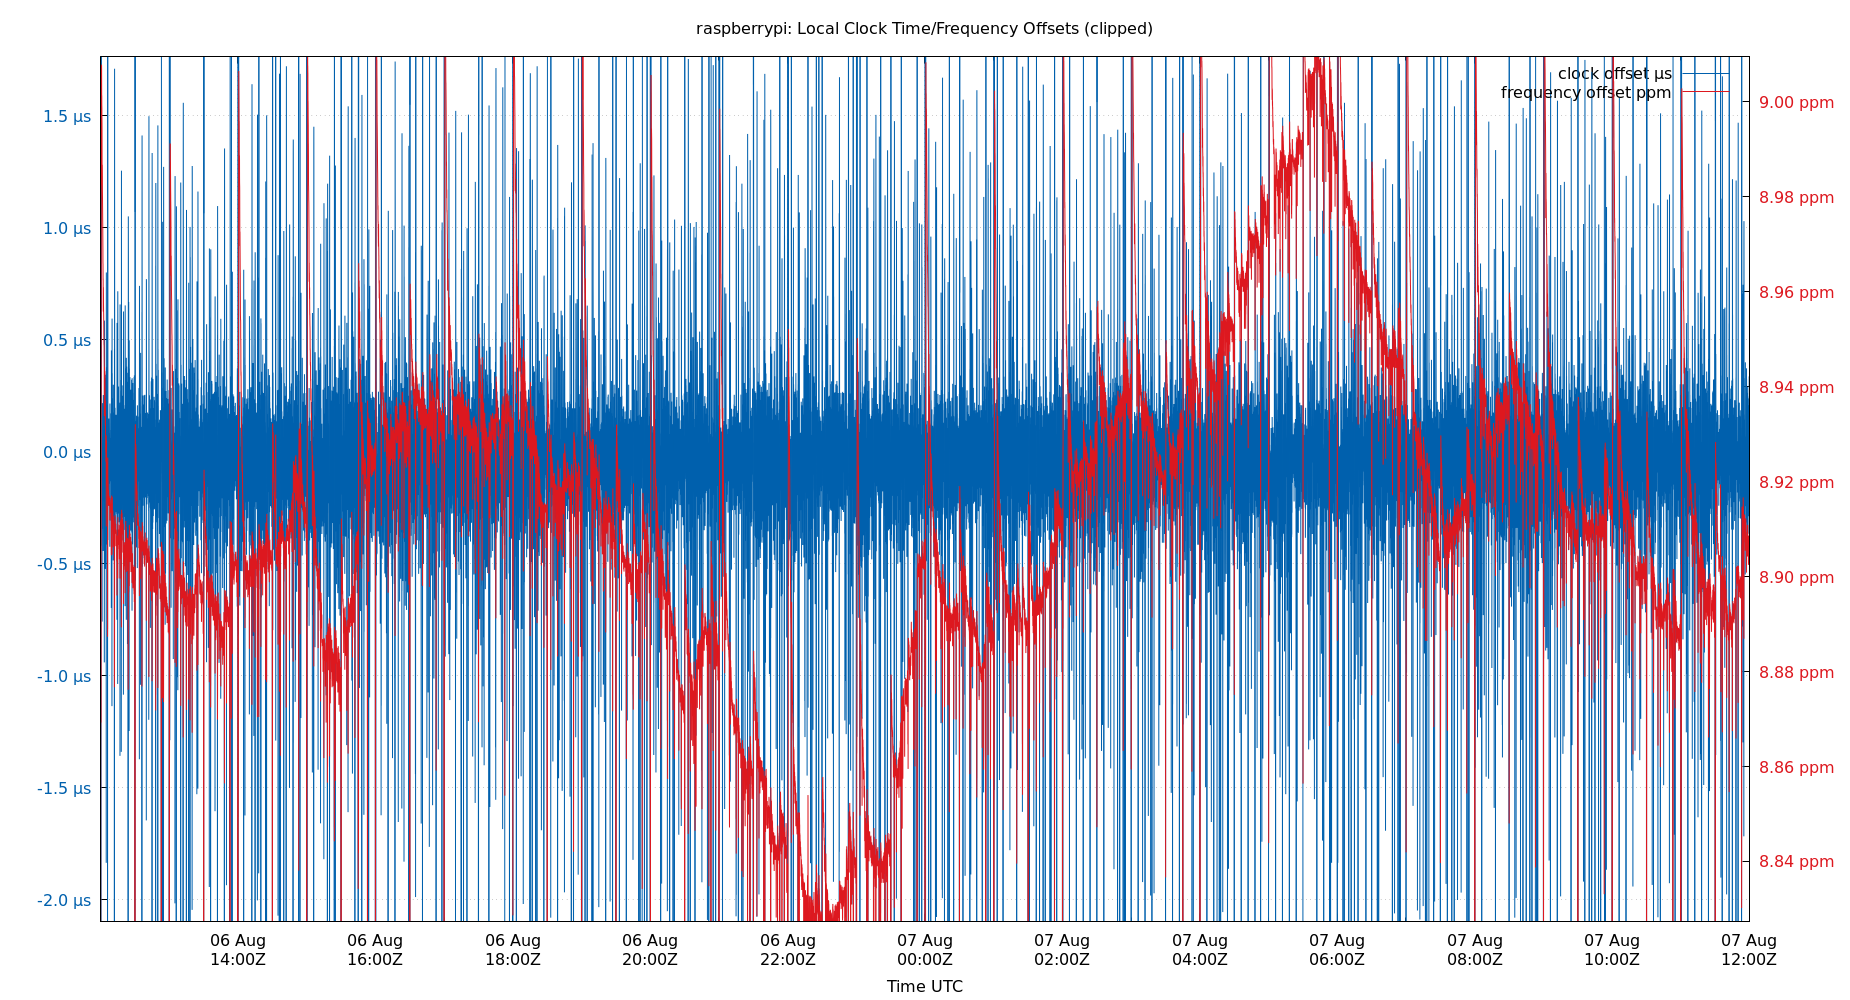 raspberrypi: Local Clock Time/Frequency Offsets (clipped)
clock offset µs
frequency offset ppm
1.5 µs
1.0 µs
0.5 µs
0.0 µs
-0.5 µs
-1.0 µs
-1.5 µs
-2.0 µs
9.00 ppm
8.98 ppm
8.96 ppm
8.94 ppm
8.92 ppm
8.90 ppm
8.88 ppm
8.86 ppm
8.84 ppm
06 Aug 06 Aug 06 Aug 06 Aug 06 Aug 07 Aug 07 Aug 07 Aug 07 Aug 07 Aug 07 Aug 07 Aug
14:00Z 16:00Z 18:00Z 20:00Z 22:00Z 00:00Z 02:00Z 04:00Z 06:00Z 08:00Z 10:00Z 12:00Z
Time UTC